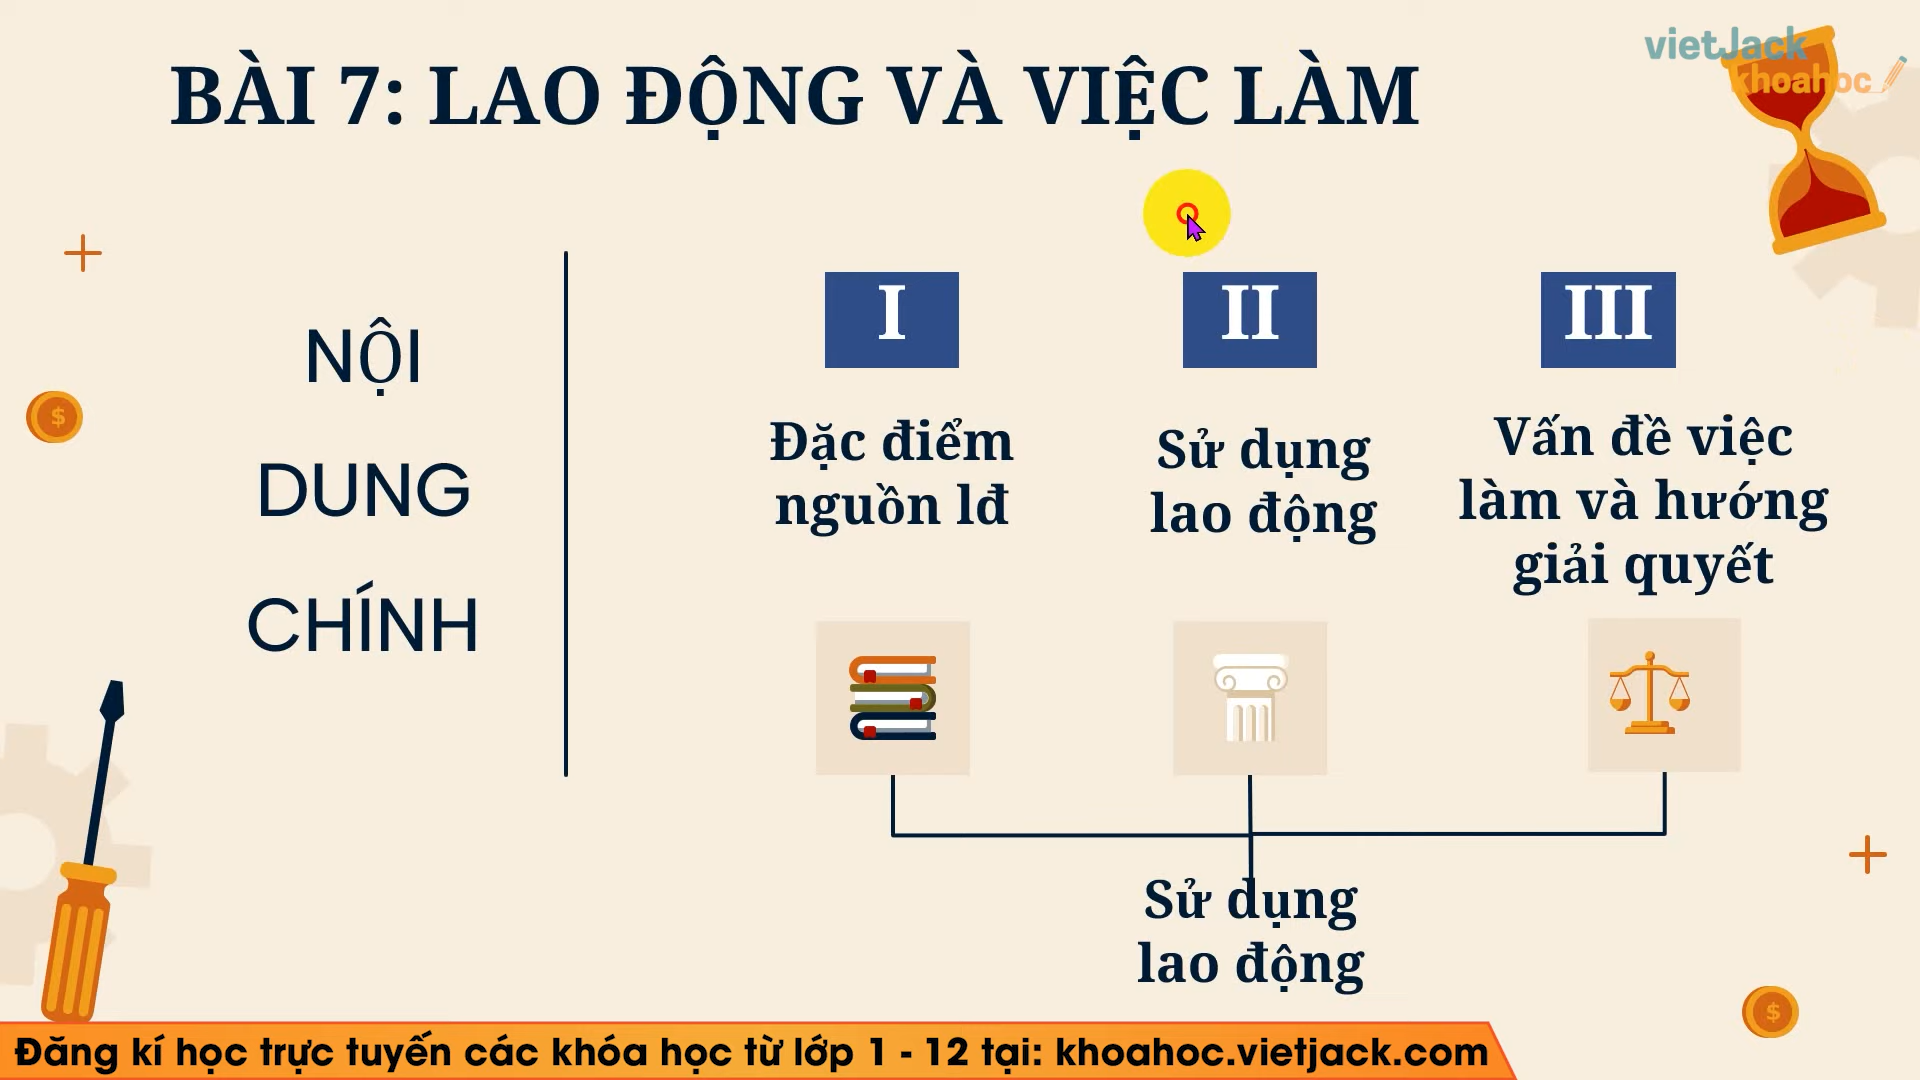 BÀI 7: LAO ĐỘNG VÀ VIỆC LÀM
vietJack
khoahoc
NỘI
DUNG
CHÍNH
I
Đặc điểm
nguồn lđ
II
Sử dụng
lao động
III
Vấn đề việc
làm và hướng
giải quyết
$
Sử dụng
lao động
$
Đăng kí học trực tuyến các khóa học từ lớp 1 - 12 tại: khoahoc.vietjack.com